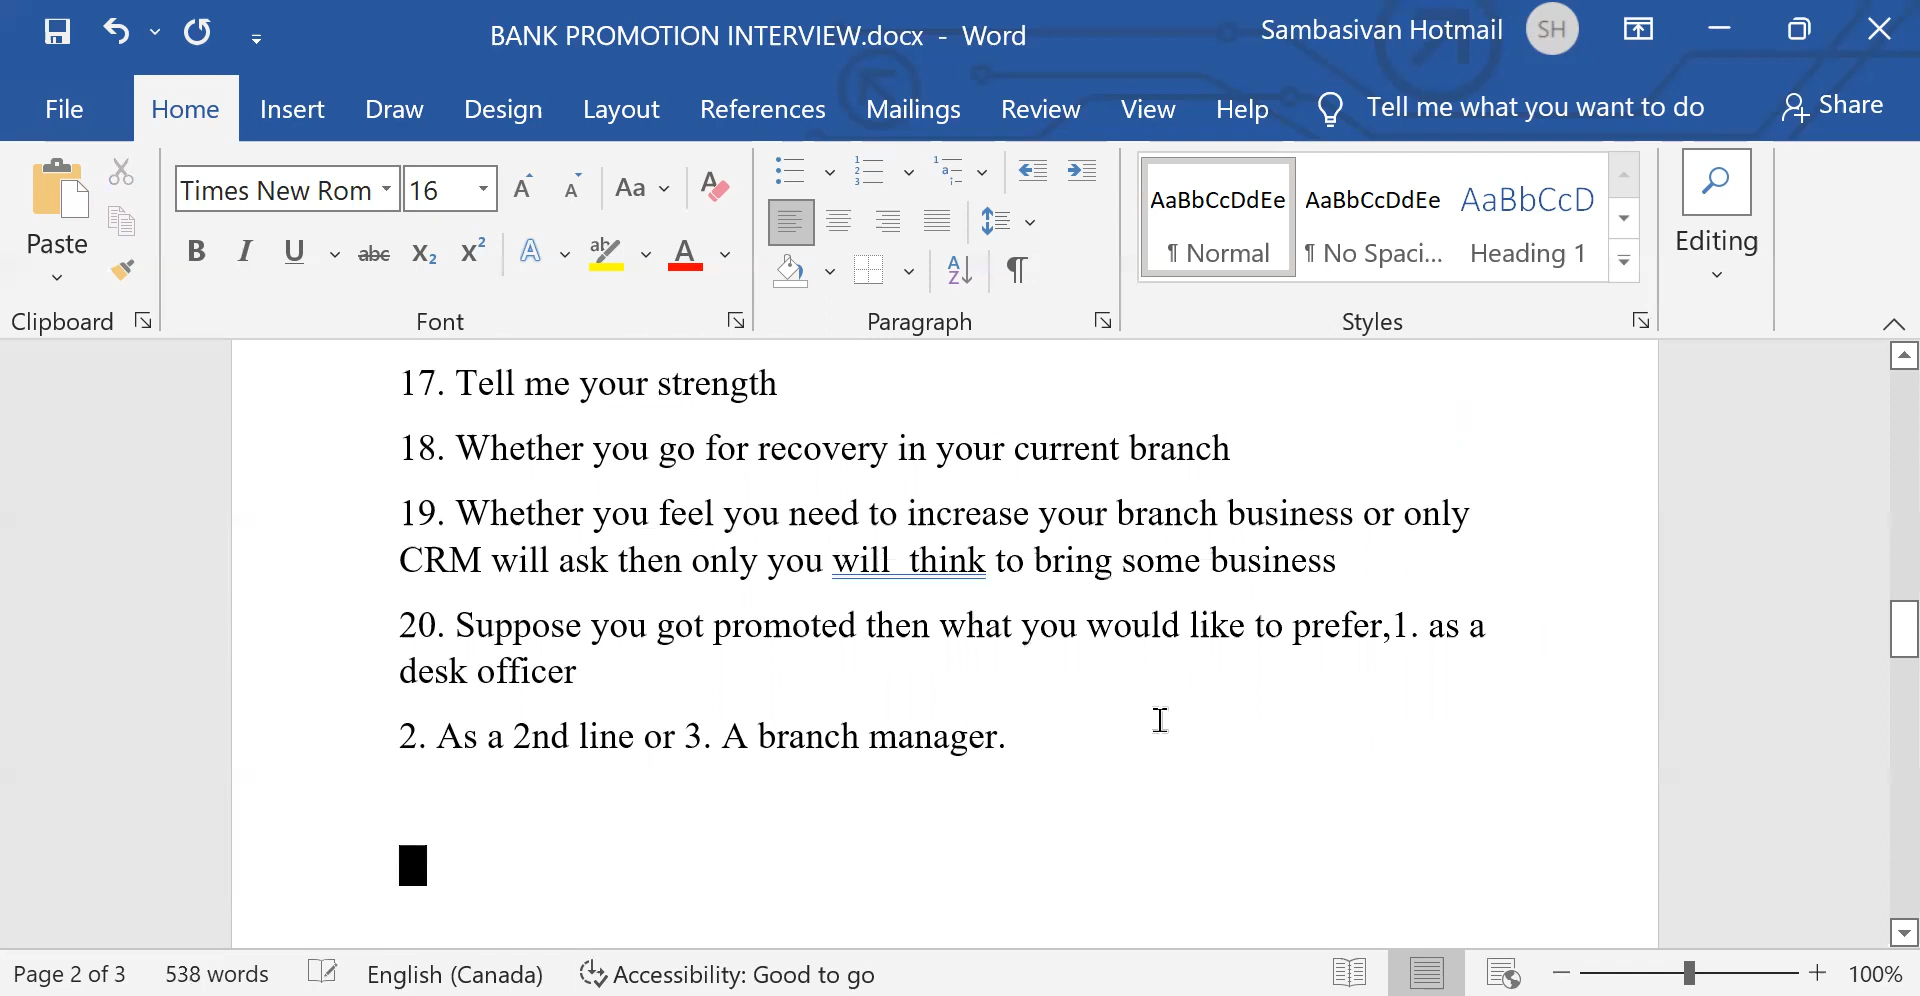 BANK PROMOTION INTERVIEW.docx - Word
Sambasivan Hotmail SH
File Home Insert Draw Design Layout References Mailings Review View Help Tell me what you want to do Share
Times New Rom 16 Aa
AaBbCcDdEe AaBbCcDdEe AaBbCcD
Paste
B I U abc X₂ X² A ab A
¶ Normal ¶ No Spaci... Heading 1
Editing
Clipboard Font Paragraph Styles
17. Tell me your strength
18. Whether you go for recovery in your current branch
19. Whether you feel you need to increase your branch business or only
CRM will ask then only you will  think to bring some business
20. Suppose you got promoted then what you would like to prefer,1. as a
desk officer
2. As a 2nd line or 3. A branch manager.
Page 2 of 3 538 words English (Canada) Accessibility: Good to go 100%